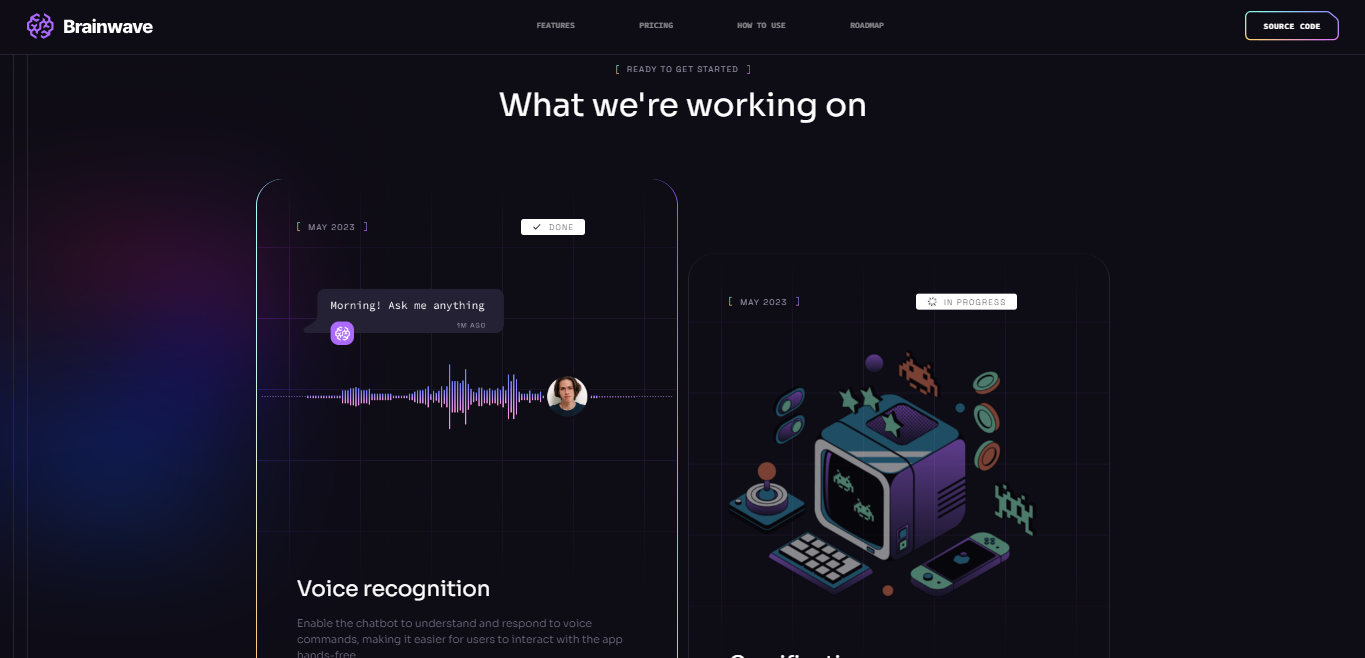 Brainwave
FEATURES
PRICING
HOW TO USE
ROADMAP
SOURCE CODE
[ READY TO GET STARTED ]
What we're working on
[ MAY 2023 ]
DONE
Morning! Ask me anything
1M AGO
Voice recognition
Enable the chatbot to understand and respond to voice
commands, making it easier for users to interact with the app
hands-free
[ MAY 2023 ]
IN PROGRESS